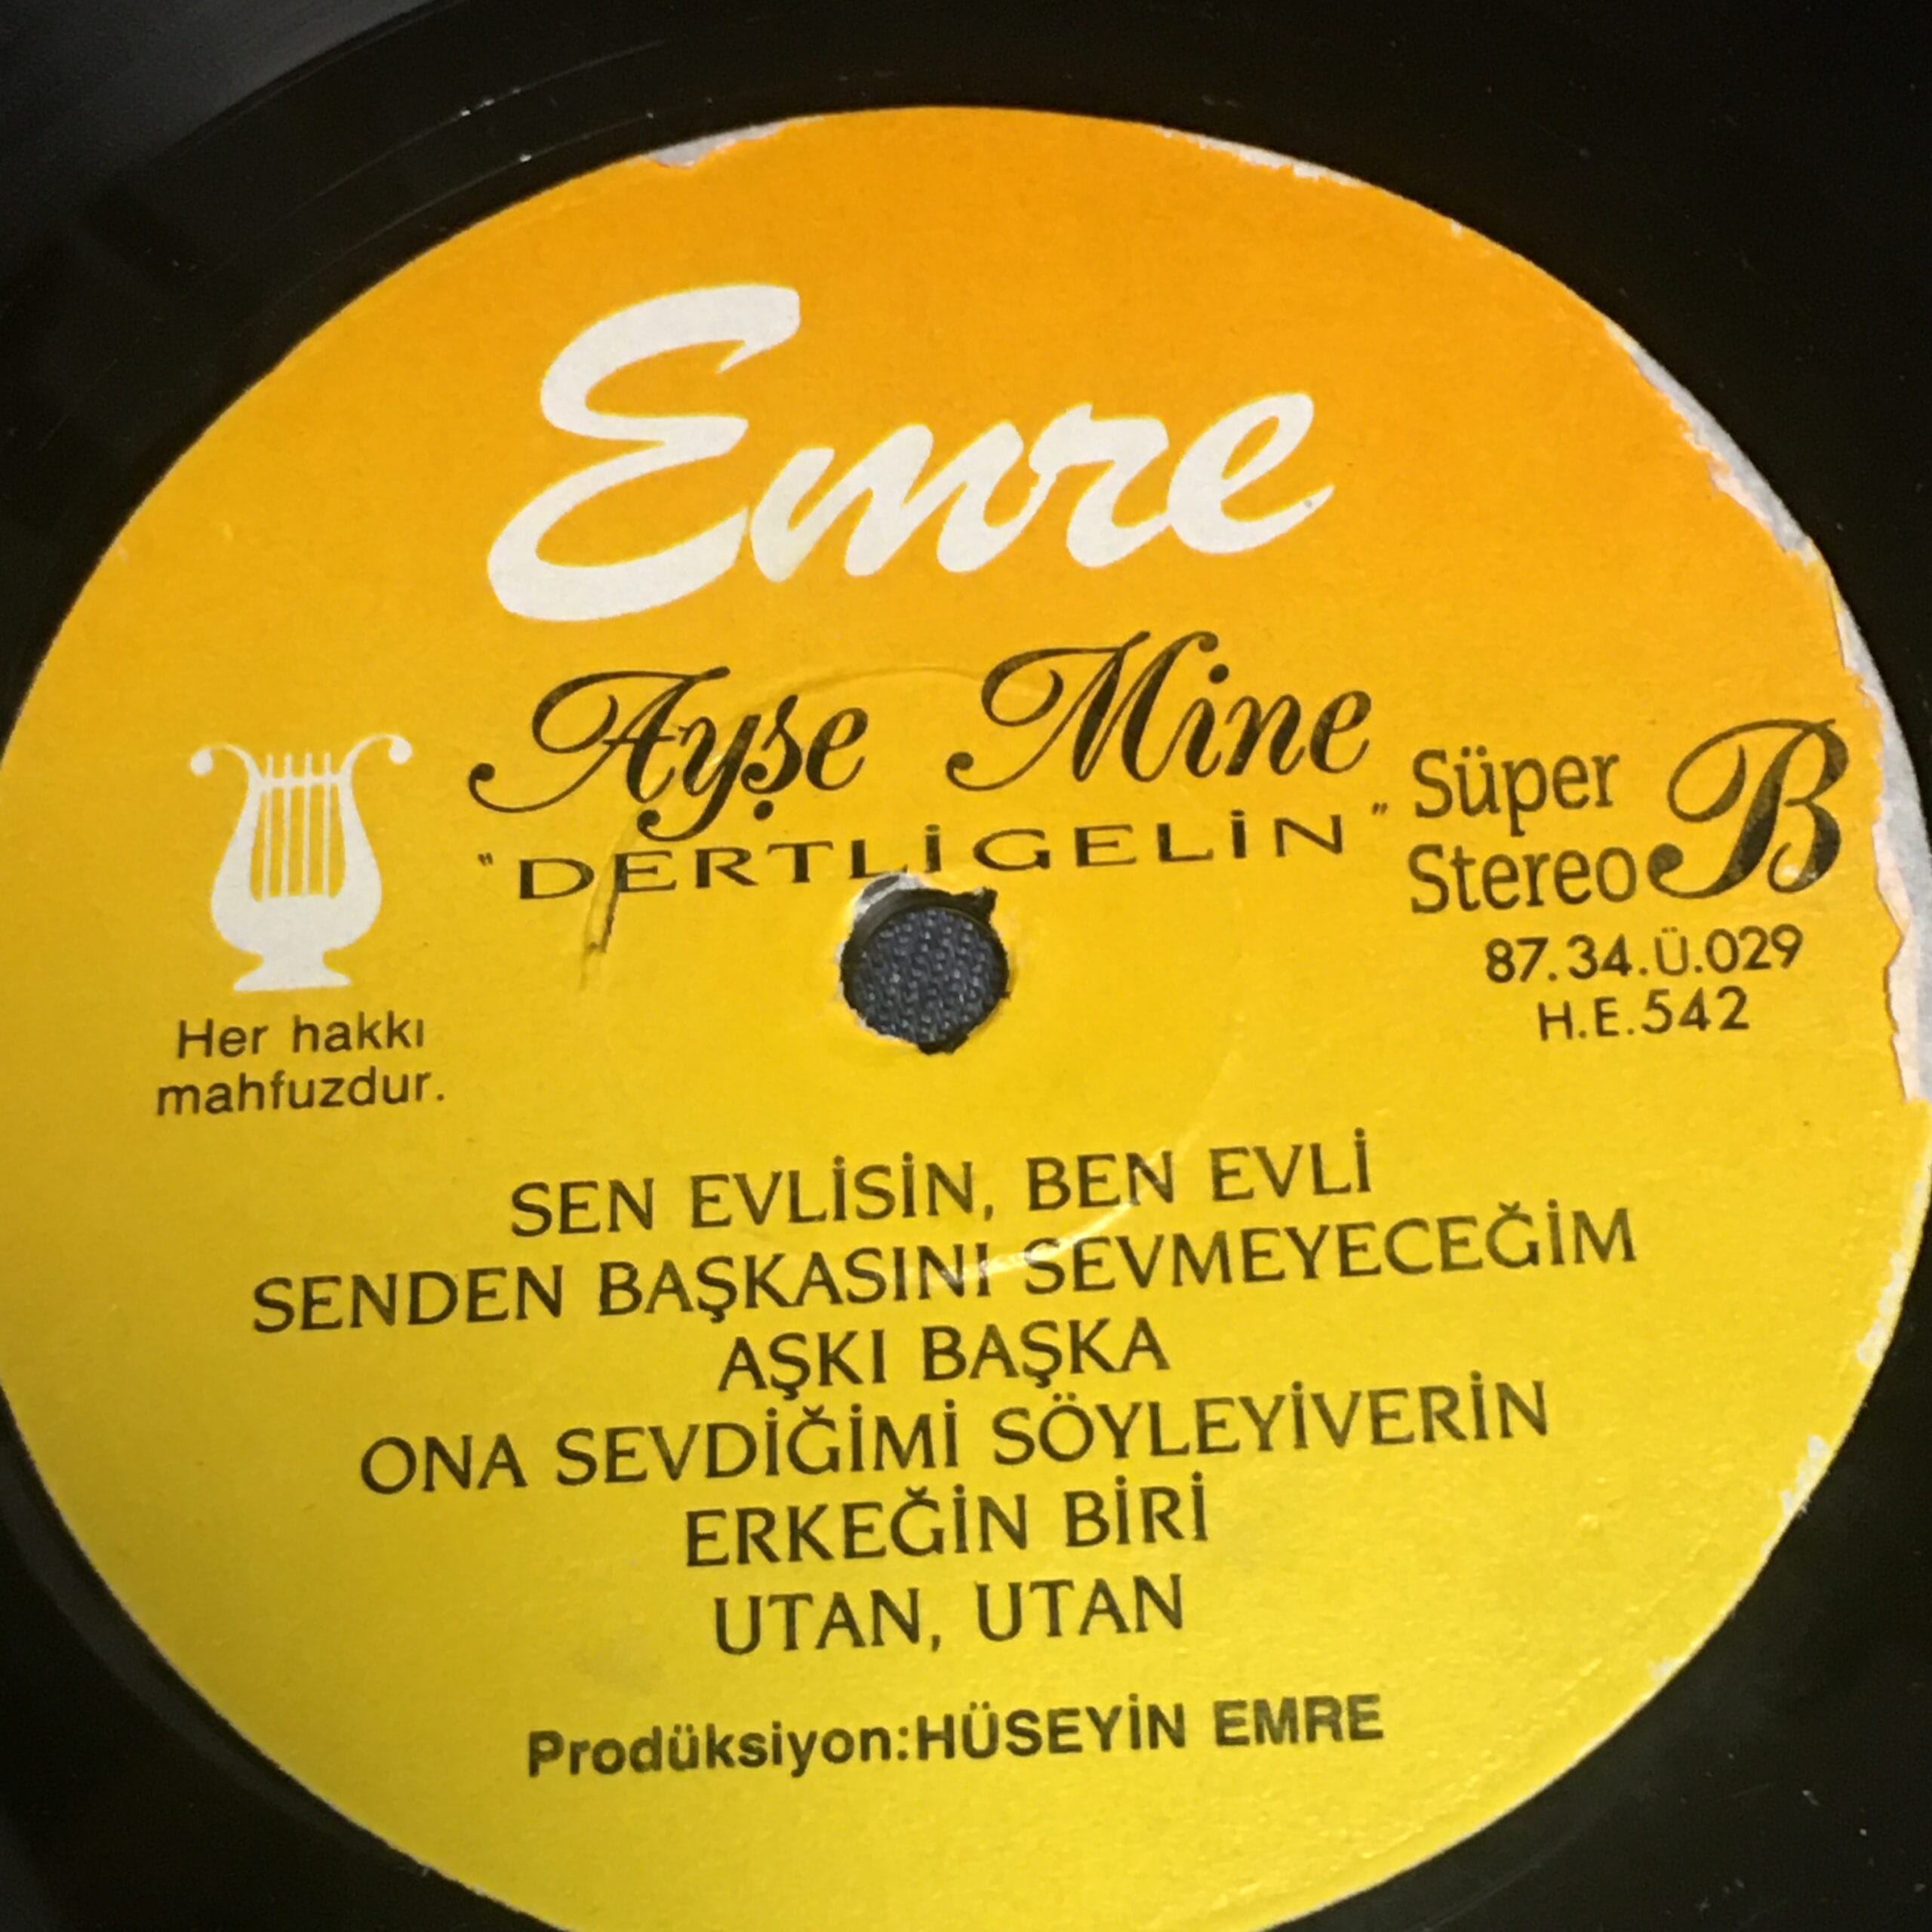 Emre
Ayşe Mine
"DERTLİ GELİN"
Süper
Stereo B
87.34.Ü.029
H.E.542
Her hakkı
mahfuzdur.
SEN EVLİSİN, BEN EVLİ
SENDEN BAŞKASINI SEVMEYECEĞİM
AŞKI BAŞKA
ONA SEVDİĞİMİ SÖYLEYİVERİN
ERKEĞİN BİRİ
UTAN, UTAN
Prodüksiyon:HÜSEYİN EMRE